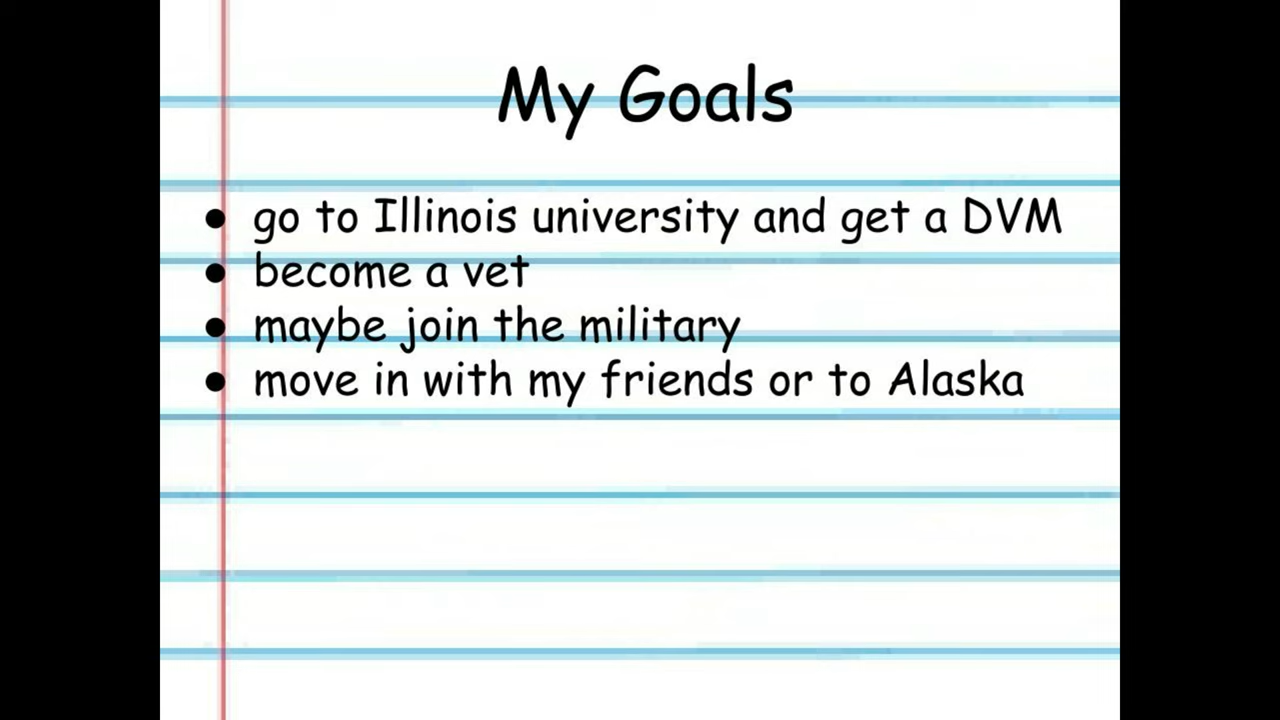 My Goals
● go to Illinois university and get a DVM
● become a vet
● maybe join the military
● move in with my friends or to Alaska